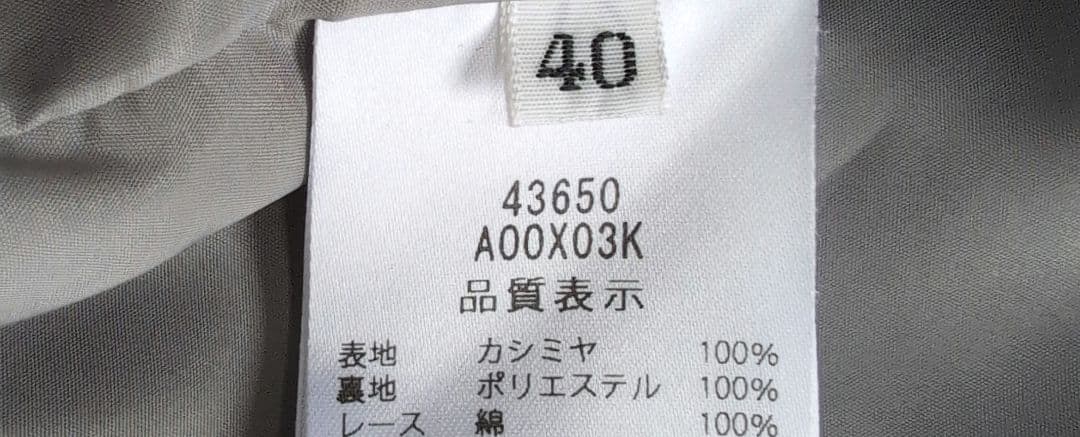 40
43650
A00X03K
品質表示
表地 カシミヤ 100%
裏地 ポリエステル 100%
レース 綿 100%